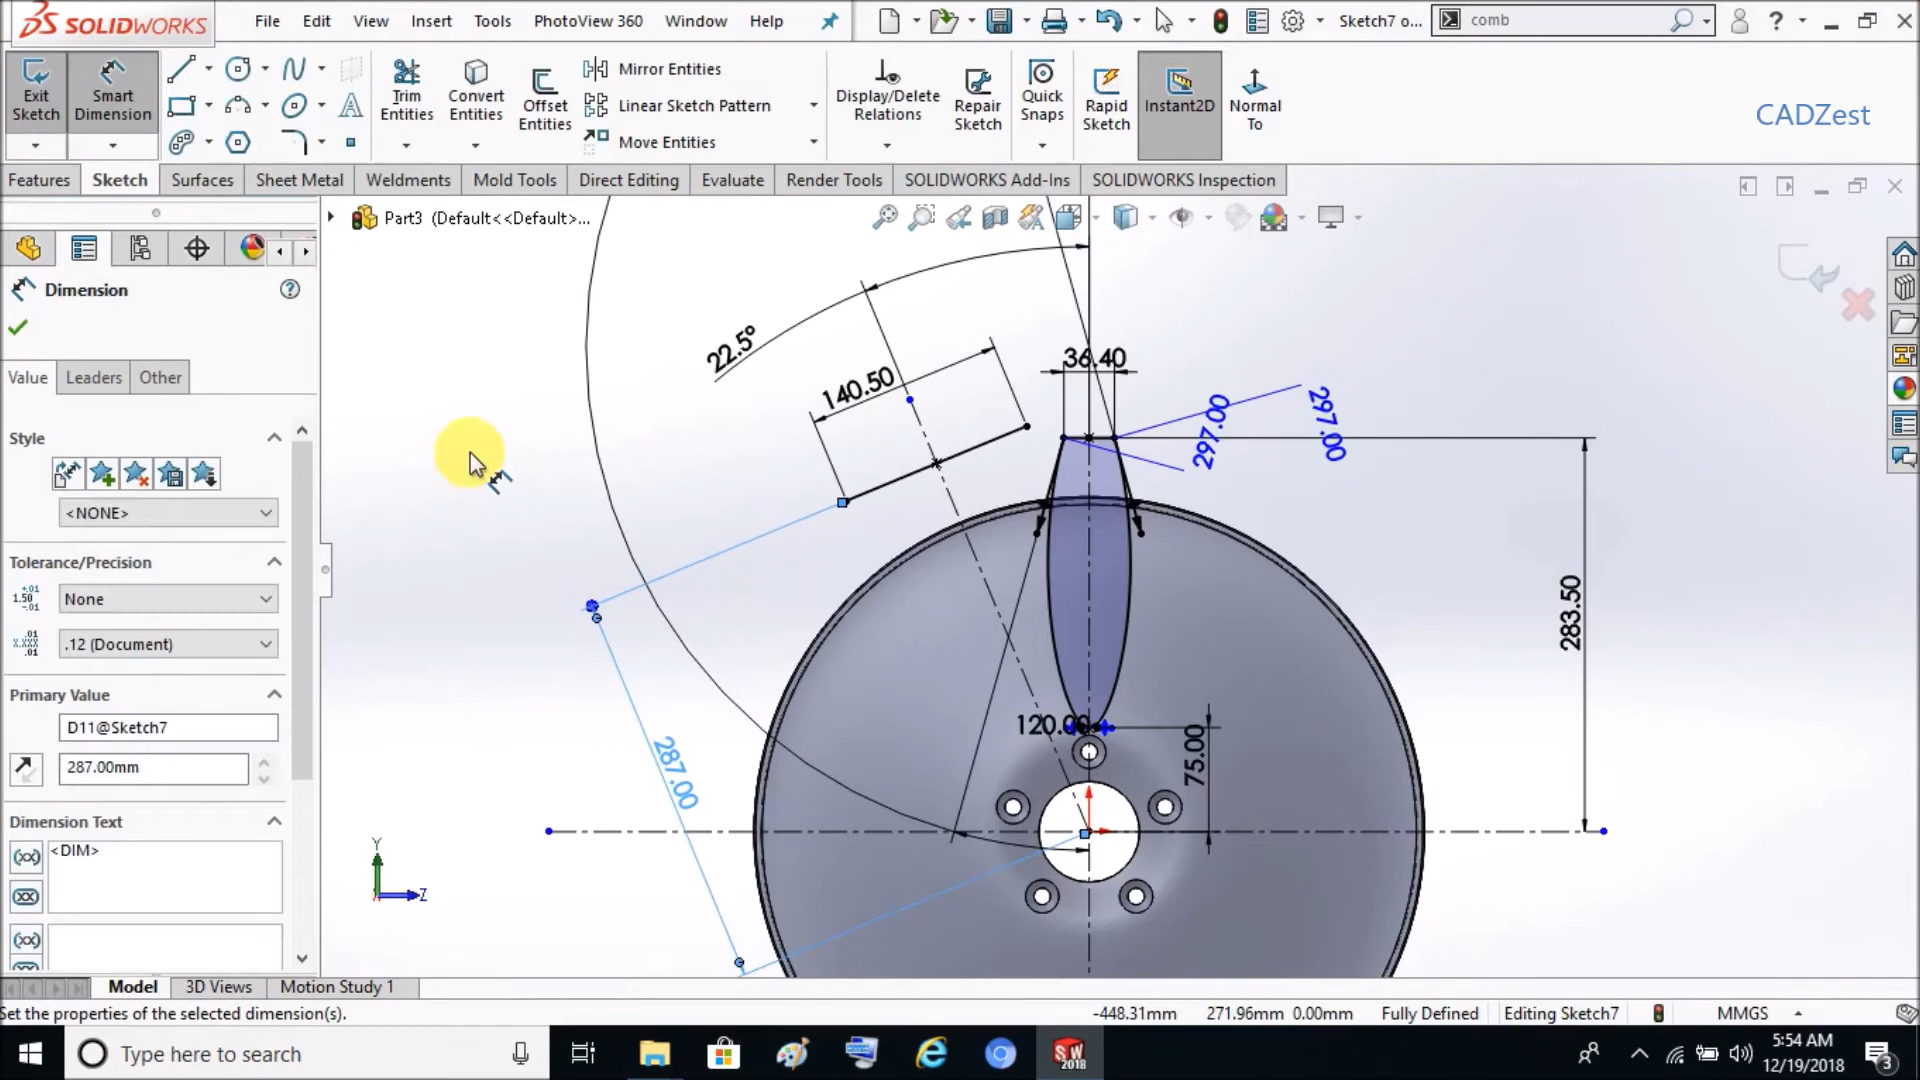 SOLIDWORKS File Edit View Insert Tools PhotoView 360 Window Help Sketch7 o... comb
Exit Sketch
Smart Dimension
Trim Entities
Convert Entities
Offset Entities
Mirror Entities
Linear Sketch Pattern
Move Entities
Display/Delete Relations
Repair Sketch
Quick Snaps
Rapid Sketch
Instant2D
Normal To
CADZest
Features Sketch Surfaces Sheet Metal Weldments Mold Tools Direct Editing Evaluate Render Tools SOLIDWORKS Add-Ins SOLIDWORKS Inspection
Part3 (Default<<Default>...
Dimension
Value Leaders Other
Style
<NONE>
Tolerance/Precision
None
.12 (Document)
Primary Value
D11@Sketch7
287.00mm
Dimension Text
<DIM>
22.5°
140.50
36.40
297.00
297.00
283.50
287.00
120.00
75.00
Y
Z
Model 3D Views Motion Study 1
Set the properties of the selected dimension(s). -448.31mm 271.96mm 0.00mm Fully Defined Editing Sketch7 MMGS
Type here to search
SW 2018
5:54 AM
12/19/2018
3